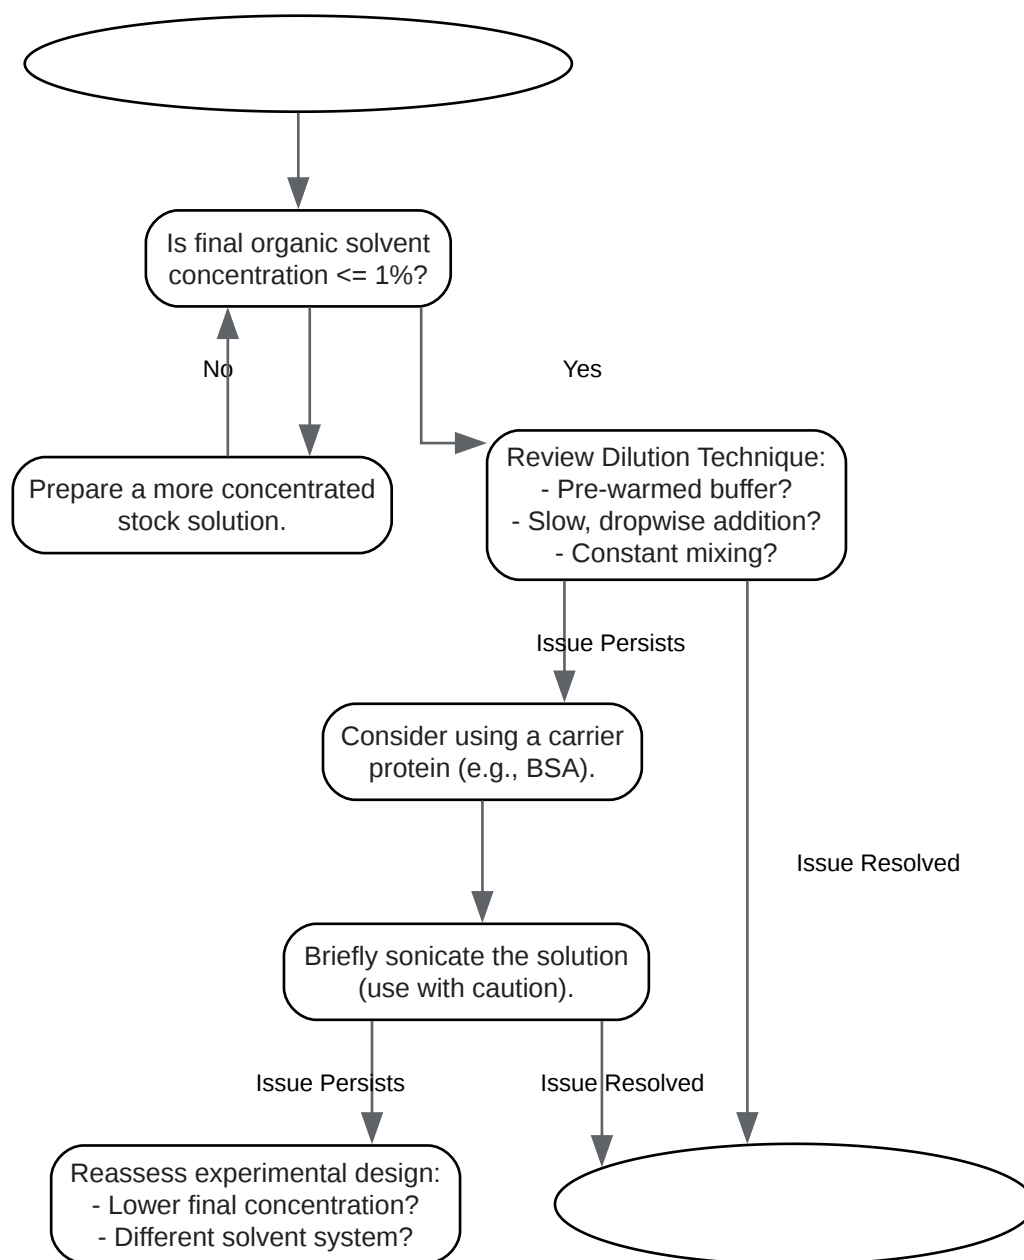 Is final organic solvent
concentration <= 1%?
No
Yes
Prepare a more concentrated
stock solution.
Review Dilution Technique:
- Pre-warmed buffer?
- Slow, dropwise addition?
- Constant mixing?
Issue Persists
Consider using a carrier
protein (e.g., BSA).
Issue Resolved
Briefly sonicate the solution
(use with caution).
Issue Persists
Issue Resolved
Reassess experimental design:
- Lower final concentration?
- Different solvent system?